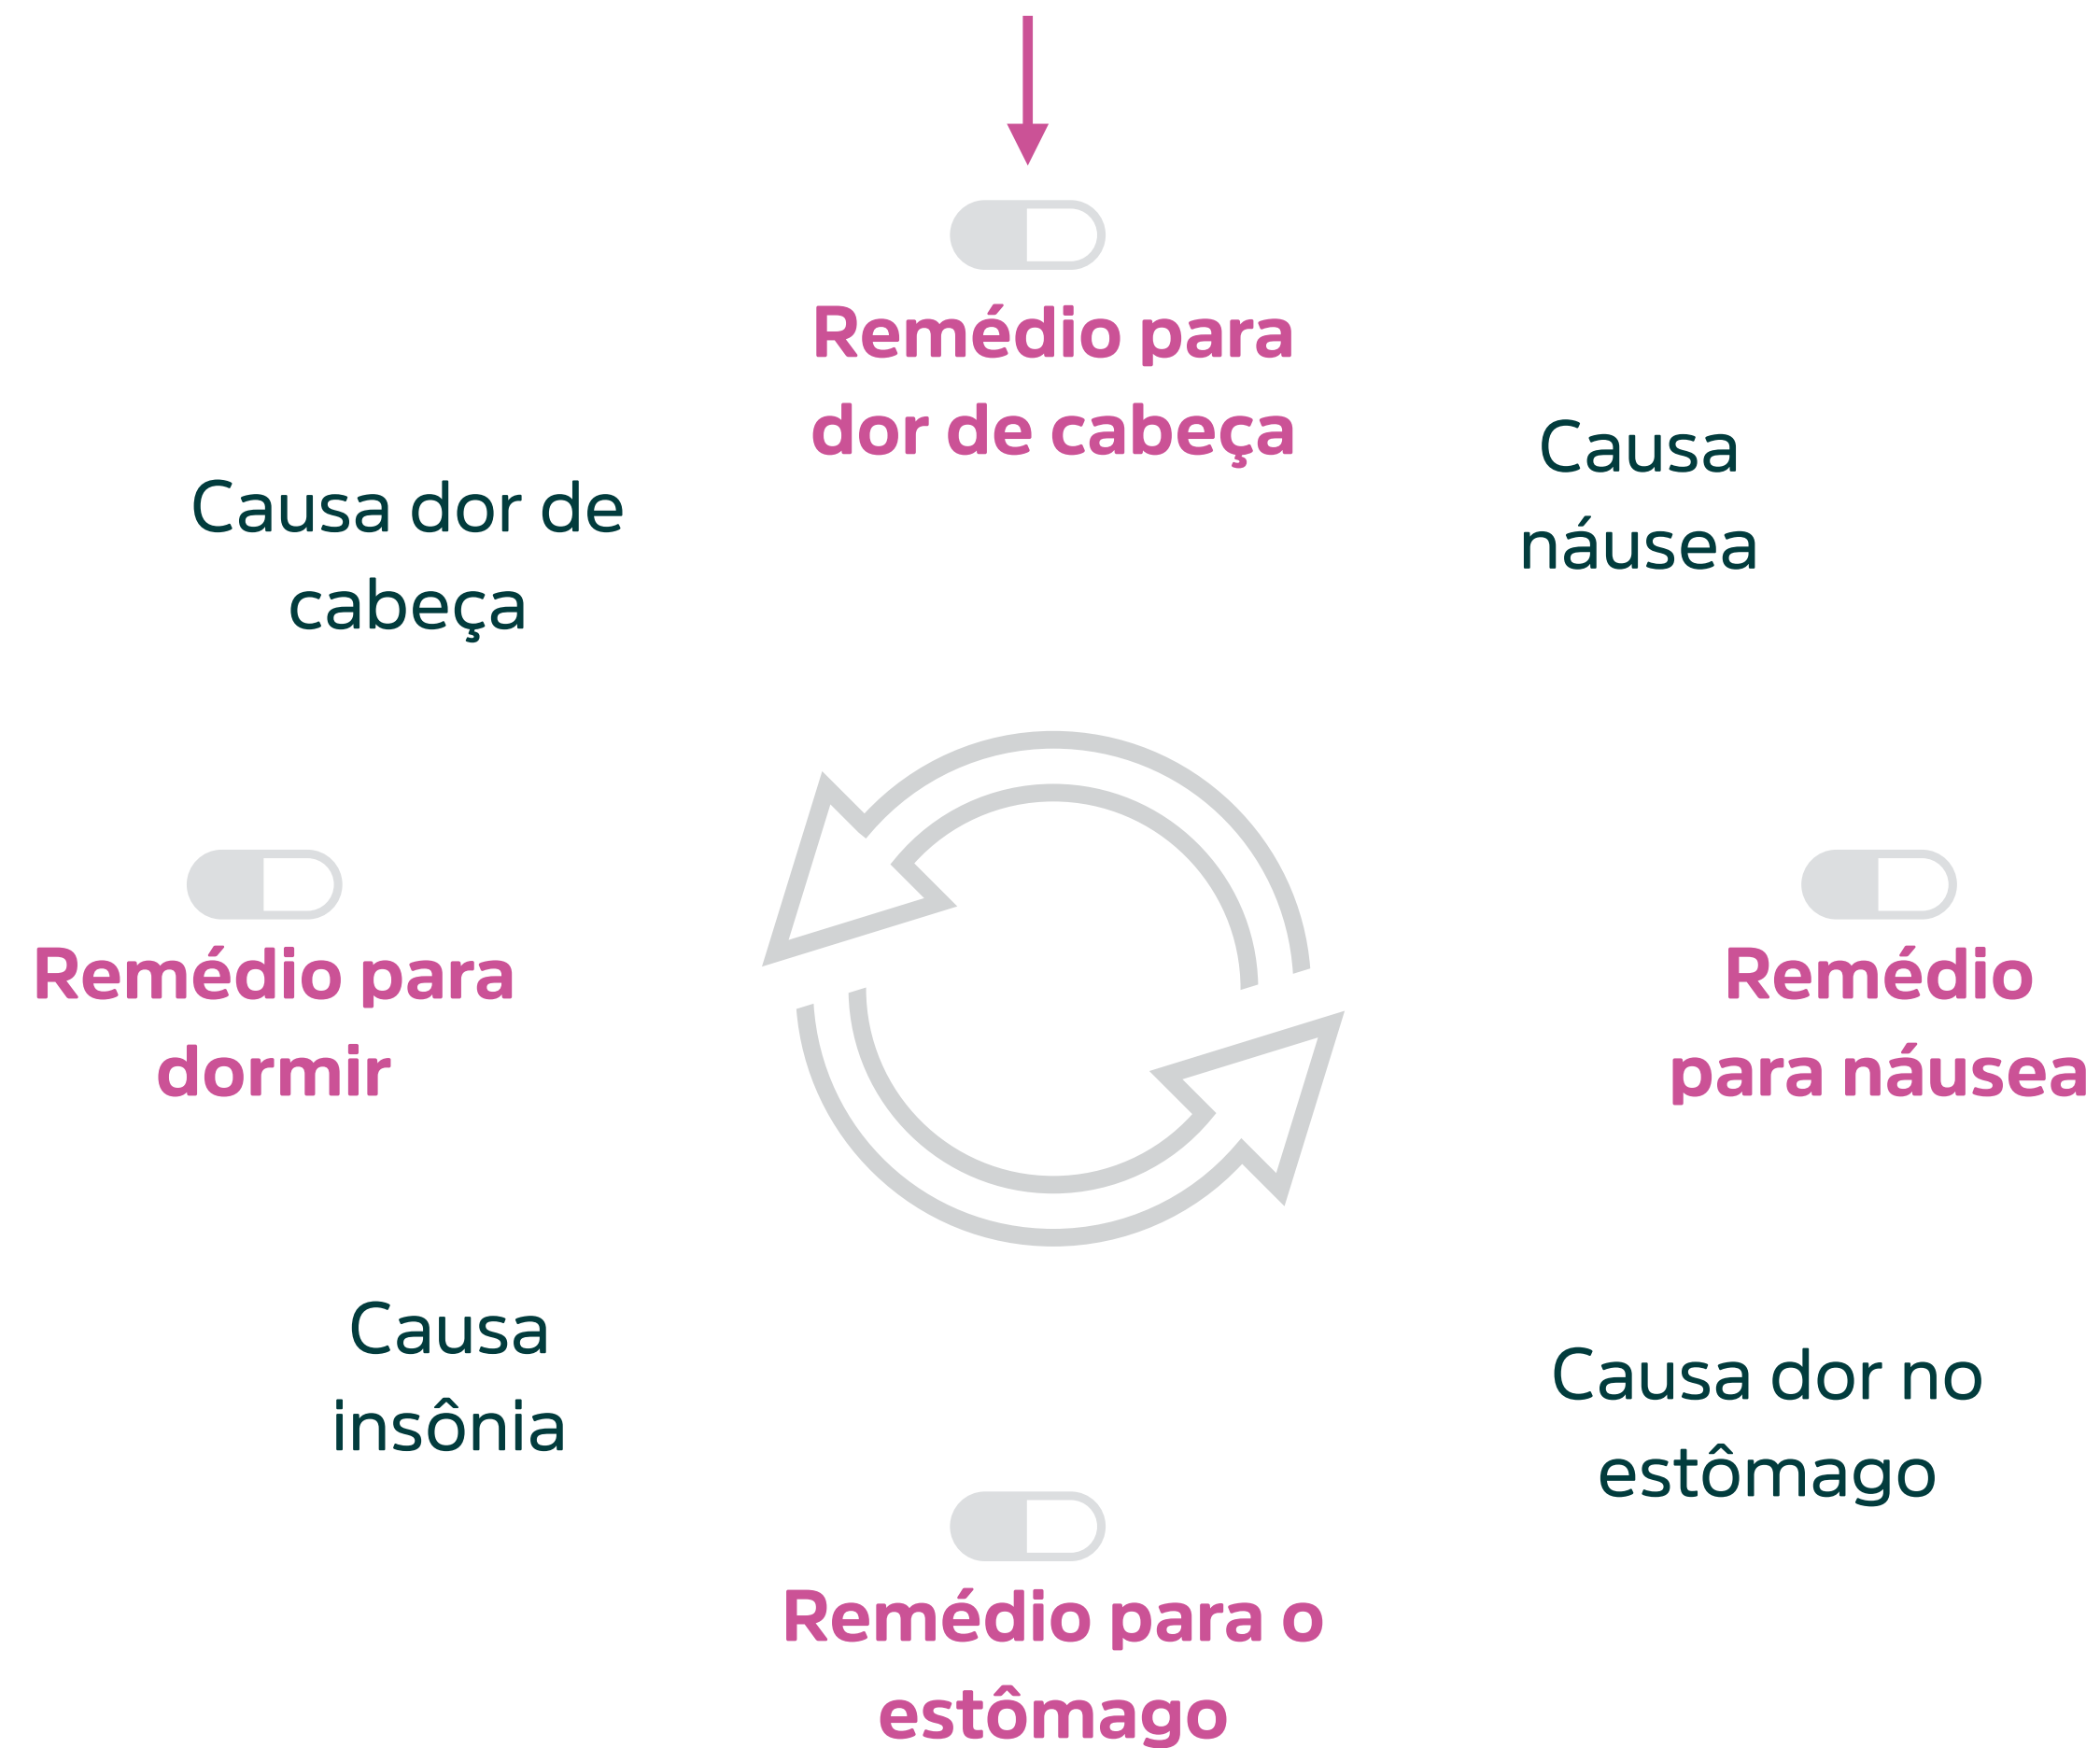 Remédio para
dor de cabeça
Causa
náusea
Remédio
para náusea
Causa dor no
estômago
Remédio para o
estômago
Causa
insônia
Remédio para
dormir
Causa dor de
cabeça